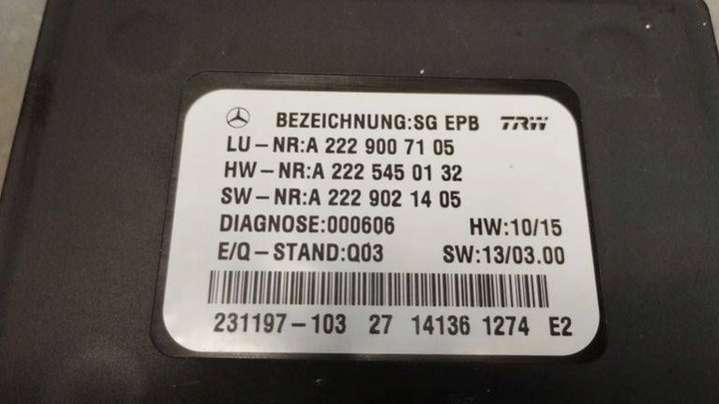 BEZEICHNUNG:SG EPB TRW
LU-NR:A 222 900 71 05
HW-NR:A 222 545 01 32
SW-NR:A 222 902 14 05
DIAGNOSE:000606 HW:10/15
E/Q-STAND:Q03 SW:13/03.00
231197-103 27 14136 1274 E2